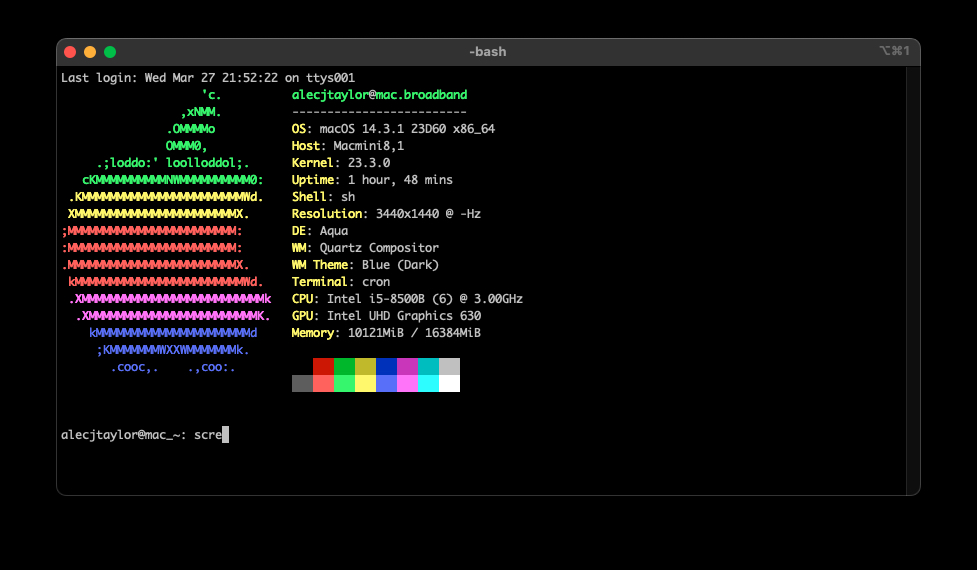 -bash
⌥⌘1
Last login: Wed Mar 27 21:52:22 on ttys001
                    'c.          alecjtaylor@mac.broadband
                 ,xNMM.          -------------------------
               .OMMMMo           OS: macOS 14.3.1 23D60 x86_64
               OMMM0,            Host: Macmini8,1
     .;loddo:' loolloddol;.      Kernel: 23.3.0
   cKMMMMMMMMMMNWMMMMMMMMMM0:    Uptime: 1 hour, 48 mins
 .KMMMMMMMMMMMMMMMMMMMMMMMWd.    Shell: sh
 XMMMMMMMMMMMMMMMMMMMMMMMX.      Resolution: 3440x1440 @ -Hz
;MMMMMMMMMMMMMMMMMMMMMMMM:       DE: Aqua
:MMMMMMMMMMMMMMMMMMMMMMMM:       WM: Quartz Compositor
.MMMMMMMMMMMMMMMMMMMMMMMMX.      WM Theme: Blue (Dark)
 kMMMMMMMMMMMMMMMMMMMMMMMMWd.    Terminal: cron
 .XMMMMMMMMMMMMMMMMMMMMMMMMMMk   CPU: Intel i5-8500B (6) @ 3.00GHz
  .XMMMMMMMMMMMMMMMMMMMMMMMMK.   GPU: Intel UHD Graphics 630
    kMMMMMMMMMMMMMMMMMMMMMMd     Memory: 10121MiB / 16384MiB
     ;KMMMMMMMWXXWMMMMMMMk.
       .cooc,.    .,coo:.
alecjtaylor@mac_~: scre